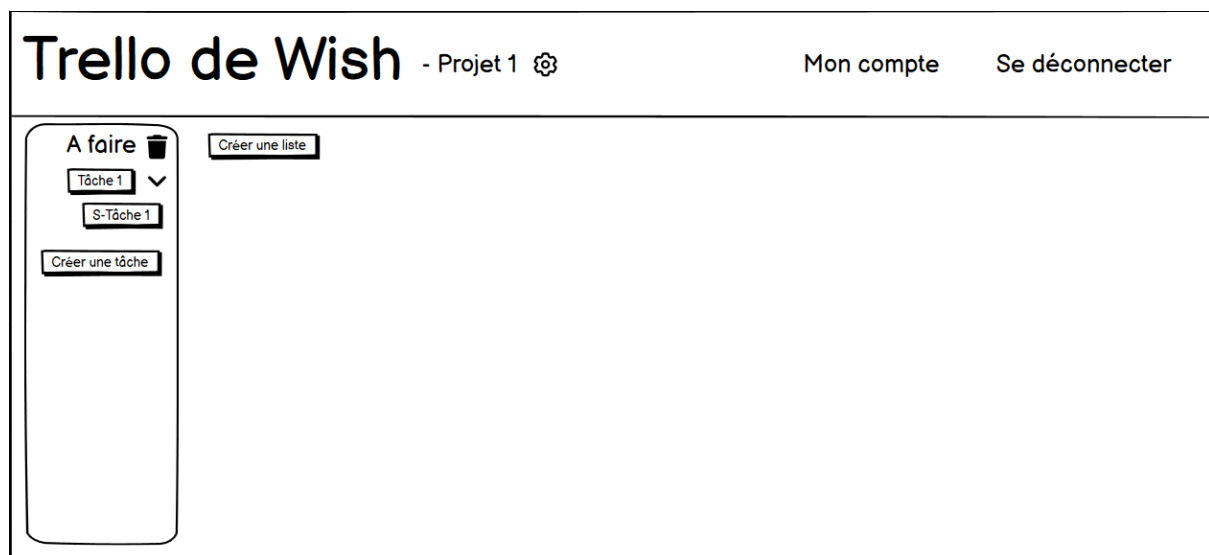 Trello de Wish - Projet 1 Mon compte Se déconnecter
A faire
Créer une liste
Tâche 1
S-Tâche 1
Créer une tâche